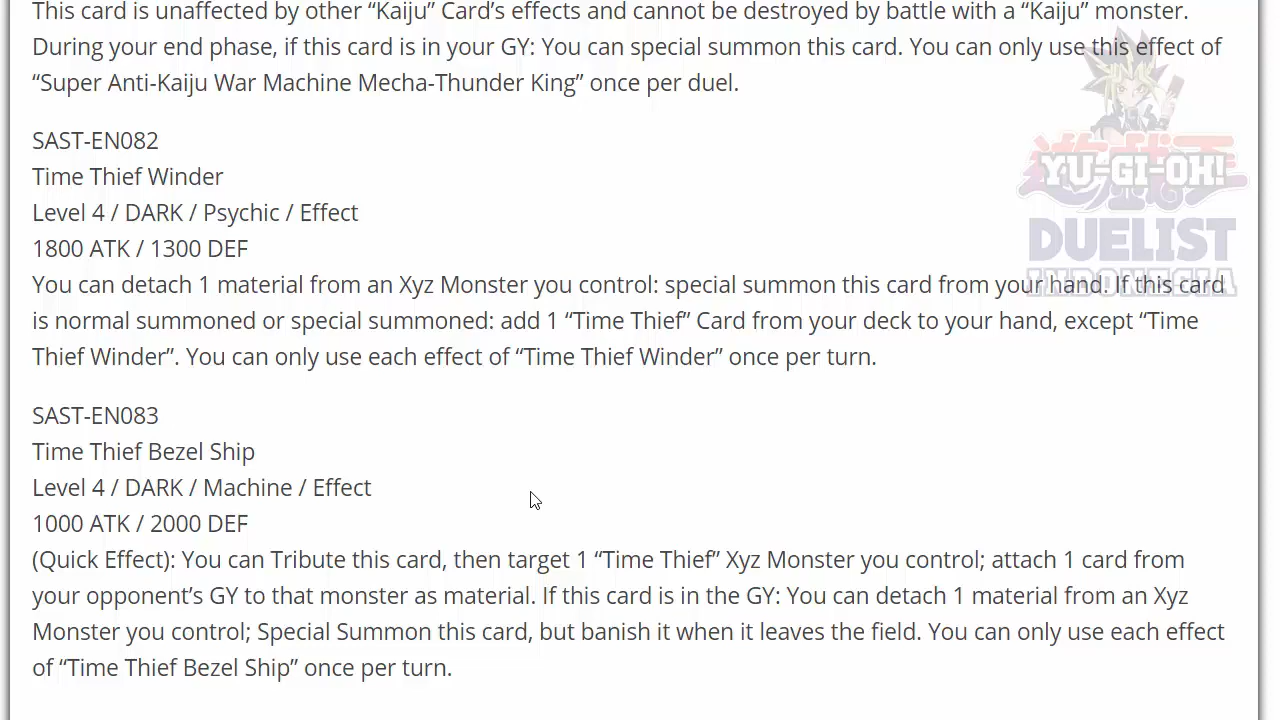 This card is unaffected by other “Kaiju” Card’s effects and cannot be destroyed by battle with a “Kaiju” monster.
During your end phase, if this card is in your GY: You can special summon this card. You can only use this effect of
“Super Anti-Kaiju War Machine Mecha-Thunder King” once per duel.
SAST-EN082
Time Thief Winder
Level 4 / DARK / Psychic / Effect
1800 ATK / 1300 DEF
You can detach 1 material from an Xyz Monster you control: special summon this card from your hand. If this card
is normal summoned or special summoned: add 1 “Time Thief” Card from your deck to your hand, except “Time
Thief Winder”. You can only use each effect of “Time Thief Winder” once per turn.
SAST-EN083
Time Thief Bezel Ship
Level 4 / DARK / Machine / Effect
1000 ATK / 2000 DEF
(Quick Effect): You can Tribute this card, then target 1 “Time Thief” Xyz Monster you control; attach 1 card from
your opponent’s GY to that monster as material. If this card is in the GY: You can detach 1 material from an Xyz
Monster you control; Special Summon this card, but banish it when it leaves the field. You can only use each effect
of “Time Thief Bezel Ship” once per turn.
遊☆戯☆王
YU-GI-OH!
DUELIST
INDONESIA